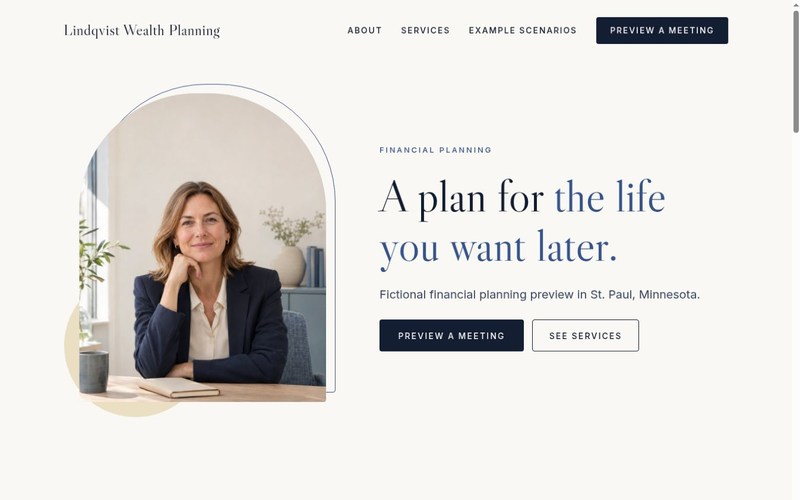 Lindqvist Wealth Planning
ABOUT SERVICES EXAMPLE SCENARIOS PREVIEW A MEETING
FINANCIAL PLANNING
A plan for the life
you want later.
Fictional financial planning preview in St. Paul, Minnesota.
PREVIEW A MEETING SEE SERVICES